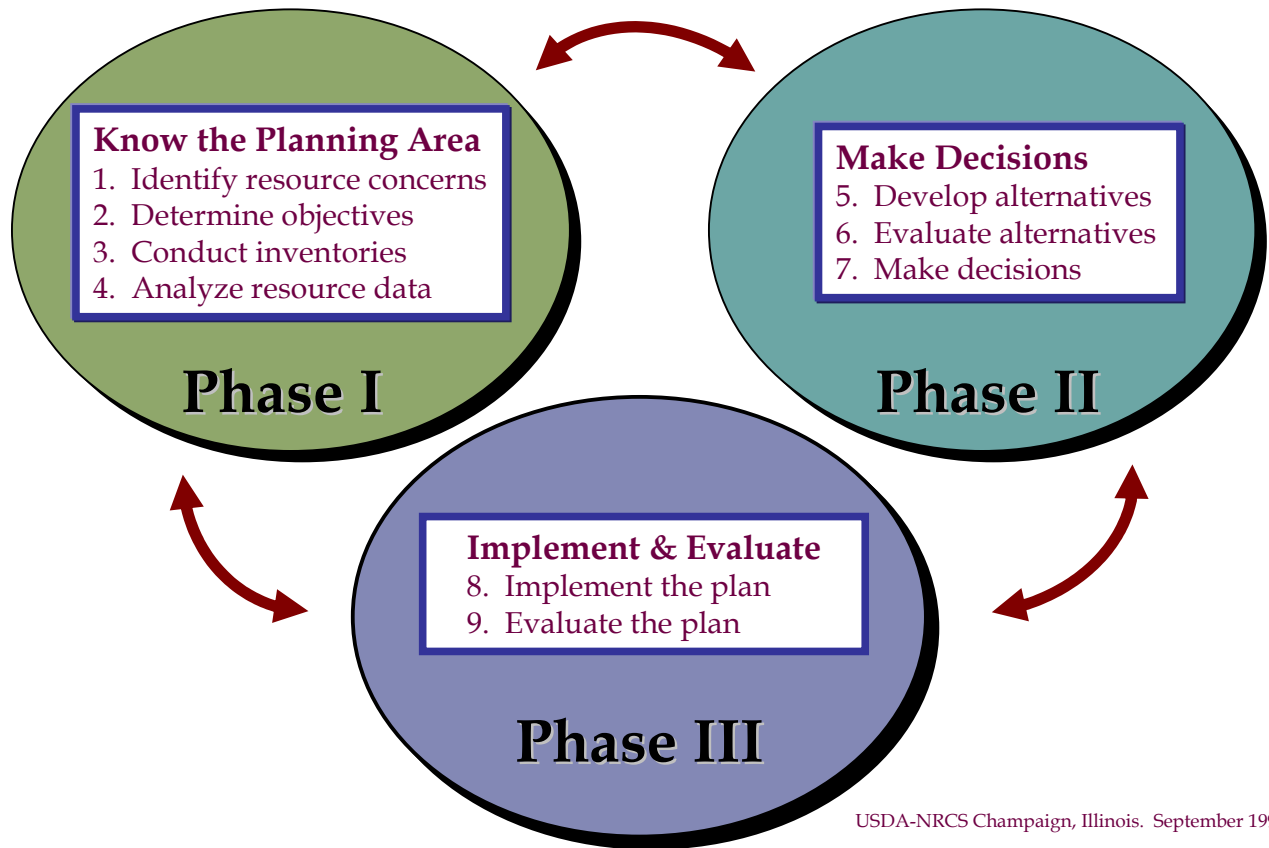 Know the Planning Area
1. Identify resource concerns
2. Determine objectives
3. Conduct inventories
4. Analyze resource data
Phase I
Make Decisions
5. Develop alternatives
6. Evaluate alternatives
7. Make decisions
Phase II
Implement & Evaluate
8. Implement the plan
9. Evaluate the plan
Phase III
USDA-NRCS Champaign, Illinois. September